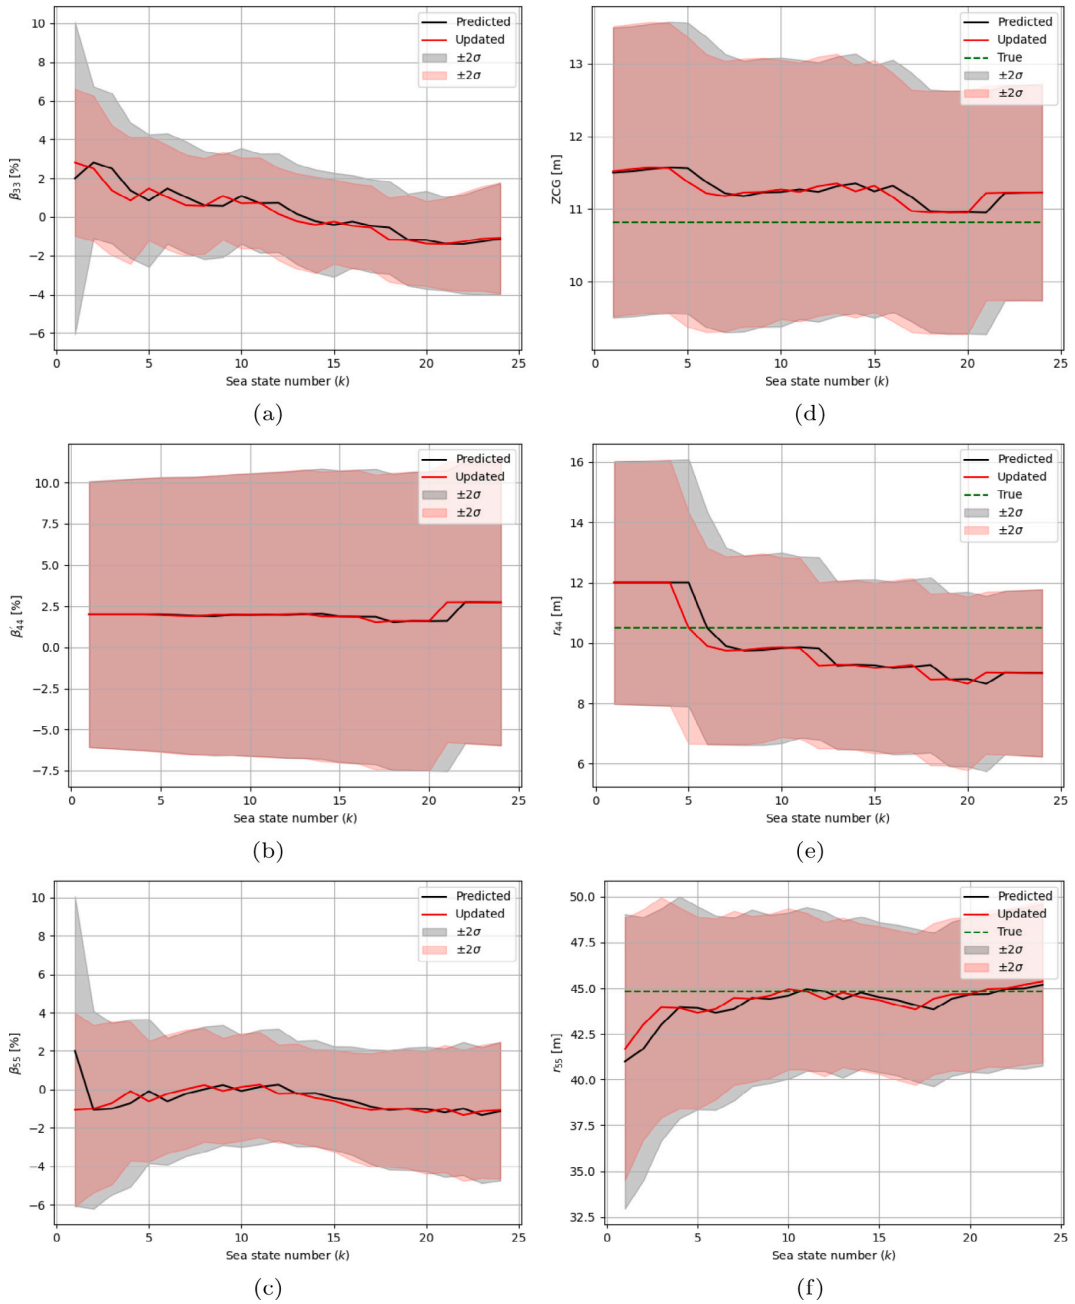 10
8
6
4
2
0
−2
−4
−6
β33 [%]
Predicted
Updated
±2σ
±2σ
0 5 10 15 20 25
Sea state number (k)
(a)
13
12
11
10
ZCG [m]
Predicted
Updated
True
±2σ
±2σ
0 5 10 15 20 25
Sea state number (k)
(d)
10.0
7.5
5.0
2.5
0.0
−2.5
−5.0
−7.5
β′44 [%]
Predicted
Updated
±2σ
±2σ
0 5 10 15 20 25
Sea state number (k)
(b)
16
14
12
10
8
6
r44 [m]
Predicted
Updated
True
±2σ
±2σ
0 5 10 15 20 25
Sea state number (k)
(e)
10
8
6
4
2
0
−2
−4
−6
β55 [%]
Predicted
Updated
±2σ
±2σ
0 5 10 15 20 25
Sea state number (k)
(c)
50.0
47.5
45.0
42.5
40.0
37.5
35.0
32.5
r55 [m]
Predicted
Updated
True
±2σ
±2σ
0 5 10 15 20 25
Sea state number (k)
(f)